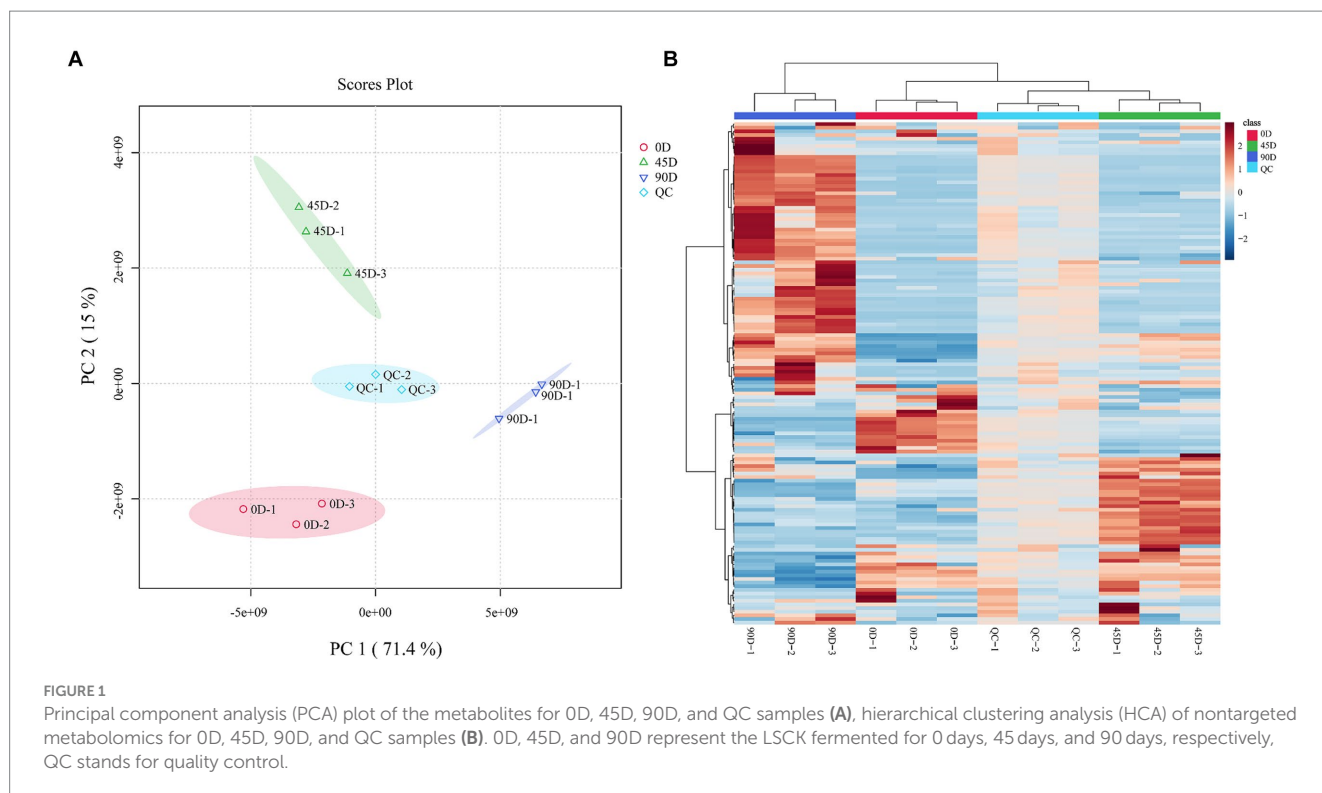 A
Scores Plot
PC 2 ( 15 %)
4e+09
2e+09
0e+00
-2e+09
45D-2
45D-1
45D-3
QC-2
QC-1
QC-3
90D-1
90D-1
90D-1
0D-1
0D-3
0D-2
-5e+09
0e+00
5e+09
PC 1 ( 71.4 %)
0D
45D
90D
QC
B
class
0D
45D
90D
QC
2
1
0
-1
-2
90D-1
90D-2
90D-3
0D-1
0D-2
0D-3
QC-1
QC-2
QC-3
45D-1
45D-2
45D-3
FIGURE 1
Principal component analysis (PCA) plot of the metabolites for 0D, 45D, 90D, and QC samples (A), hierarchical clustering analysis (HCA) of nontargeted
metabolomics for 0D, 45D, 90D, and QC samples (B). 0D, 45D, and 90D represent the LSCK fermented for 0 days, 45 days, and 90 days, respectively,
QC stands for quality control.